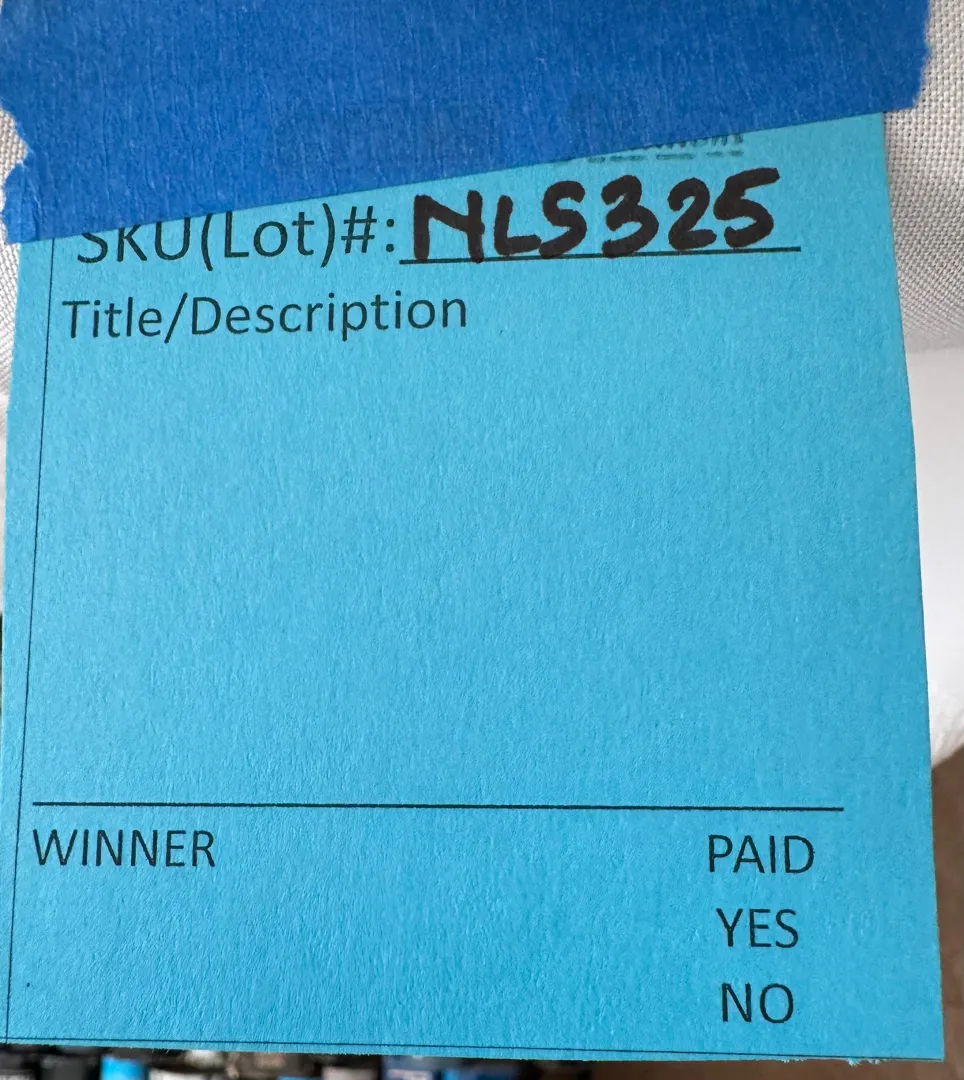 SKU(Lot)#: NLS325
Title/Description
WINNER
PAID
YES
NO